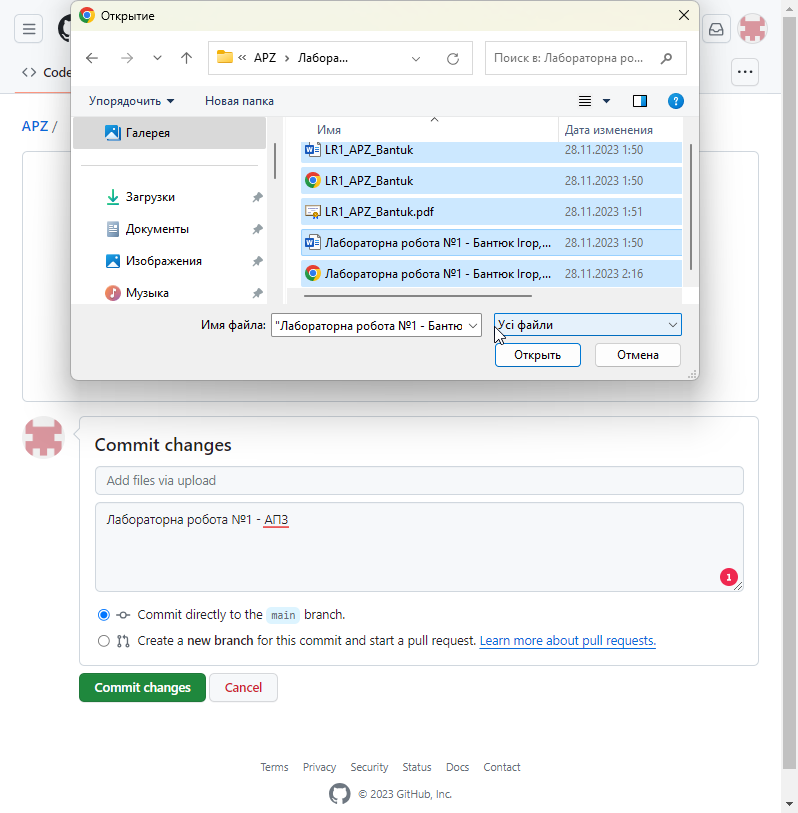 Открытие
APZ
Лабора...
Поиск в: Лабораторна ро...
Code
Упорядочить
Новая папка
?
Имя
Дата изменения
APZ /
Галерея
LR1_APZ_Bantuk
28.11.2023 1:50
LR1_APZ_Bantuk
28.11.2023 1:50
Загрузки
LR1_APZ_Bantuk.pdf
28.11.2023 1:51
Документы
Лабораторна робота №1 - Бантюк Ігор,...
28.11.2023 1:50
Изображения
Лабораторна робота №1 - Бантюк Ігор,...
28.11.2023 2:16
Музыка
Имя файла:
"Лабораторна робота №1 - Бантю
Усі файли
Открыть
Отмена
Commit changes
Add files via upload
Лабораторна робота №1 - АПЗ
1
Commit directly to the main branch.
Create a new branch for this commit and start a pull request. Learn more about pull requests.
Commit changes
Cancel
Terms Privacy Security Status Docs Contact
© 2023 GitHub, Inc.